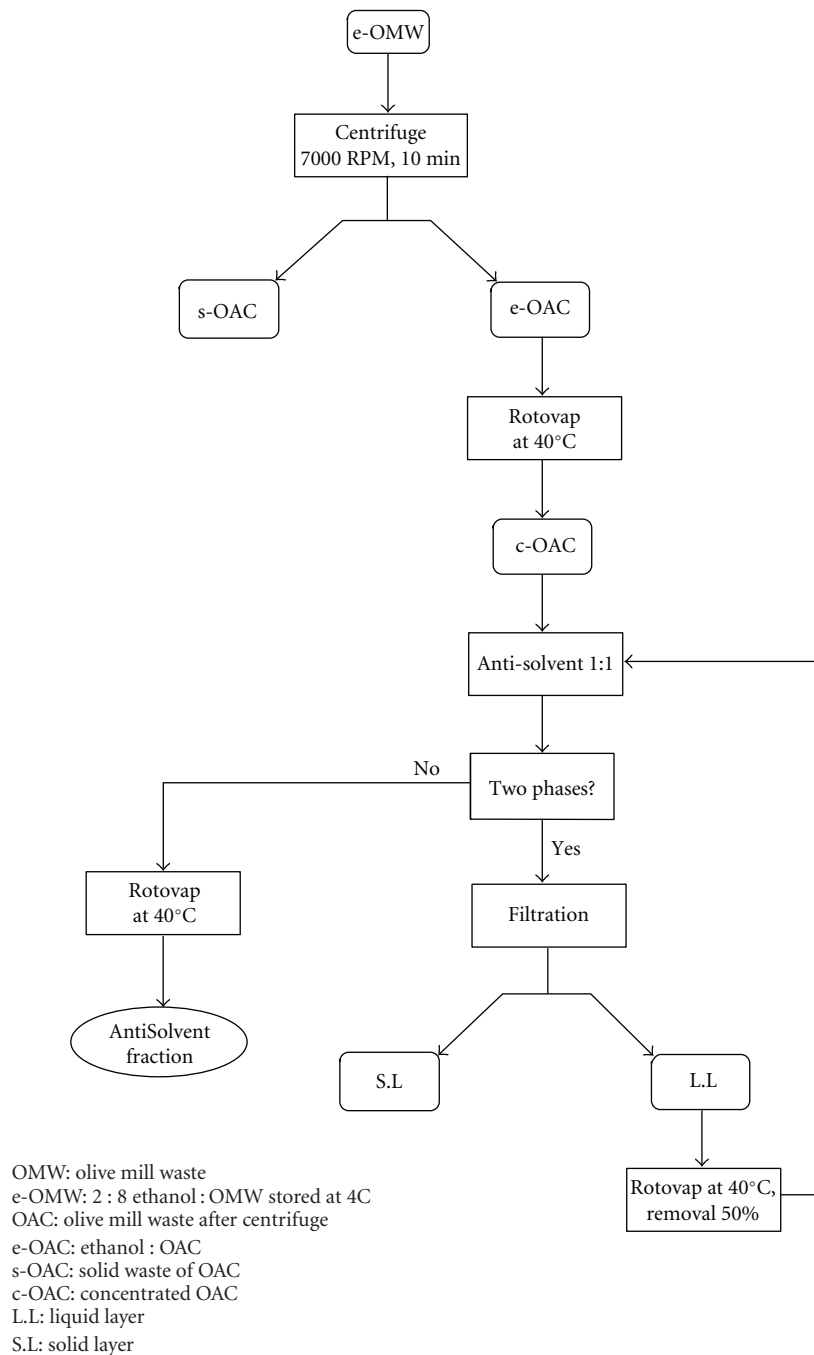 e-OMW
Centrifuge
7000 RPM, 10 min
s-OAC
e-OAC
Rotovap
at 40°C
c-OAC
Anti-solvent 1:1
Two phases?
No
Yes
Rotovap
at 40°C
Filtration
AntiSolvent
fraction
S.L
L.L
Rotovap at 40°C,
removal 50%
OMW: olive mill waste
e-OMW: 2 : 8 ethanol : OMW stored at 4C
OAC: olive mill waste after centrifuge
e-OAC: ethanol : OAC
s-OAC: solid waste of OAC
c-OAC: concentrated OAC
L.L: liquid layer
S.L: solid layer